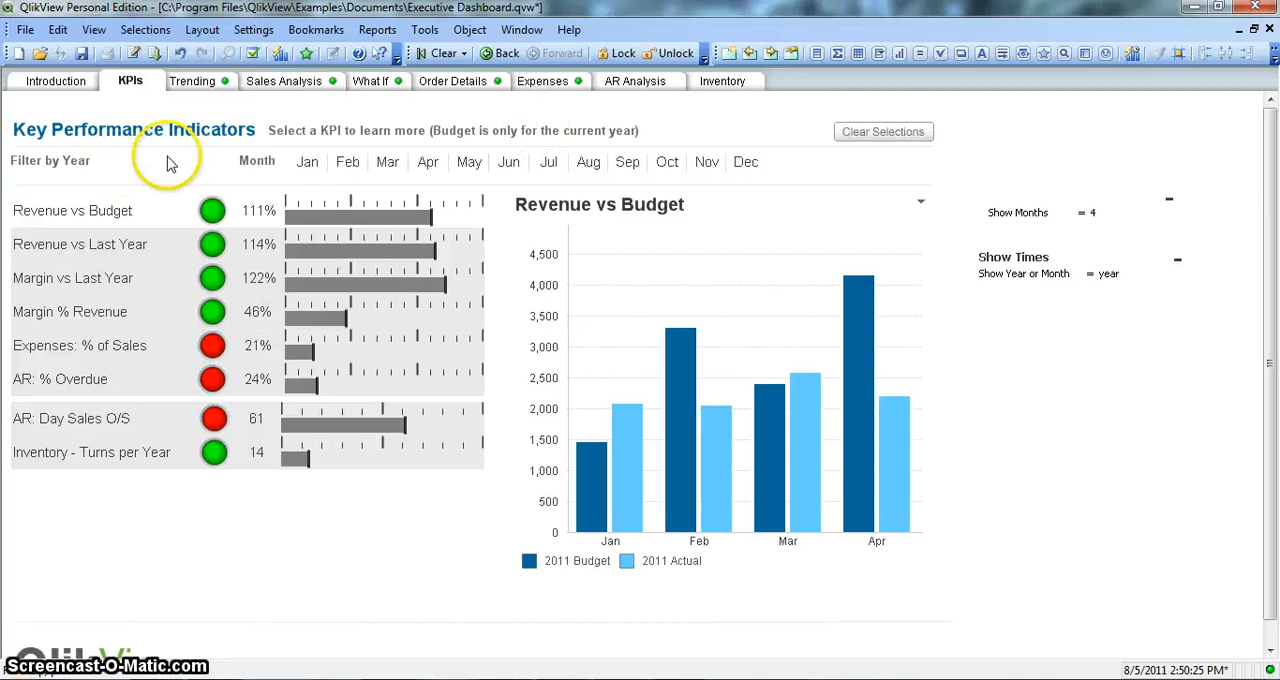 QlikView Personal Edition - [C:\Program Files\QlikView\Examples\Documents\Executive Dashboard.qvw*]
File Edit View Selections Layout Settings Bookmarks Reports Tools Object Window Help
Clear Back Forward Lock Unlock
Introduction KPIs Trending Sales Analysis What If Order Details Expenses AR Analysis Inventory
Key Performance Indicators Select a KPI to learn more (Budget is only for the current year) Clear Selections
Filter by Year Month Jan Feb Mar Apr May Jun Jul Aug Sep Oct Nov Dec
Revenue vs Budget 111%
Revenue vs Last Year 114%
Margin vs Last Year 122%
Margin % Revenue 46%
Expenses: % of Sales 21%
AR: % Overdue 24%
AR: Day Sales O/S 61
Inventory - Turns per Year 14
Revenue vs Budget
4,500
4,000
3,500
3,000
2,500
2,000
1,500
1,000
500
0
Jan Feb Mar Apr
2011 Budget 2011 Actual
-
Show Months = 4
Show Times -
Show Year or Month = year
Screencast-O-Matic.com
8/5/2011 2:50:25 PM*